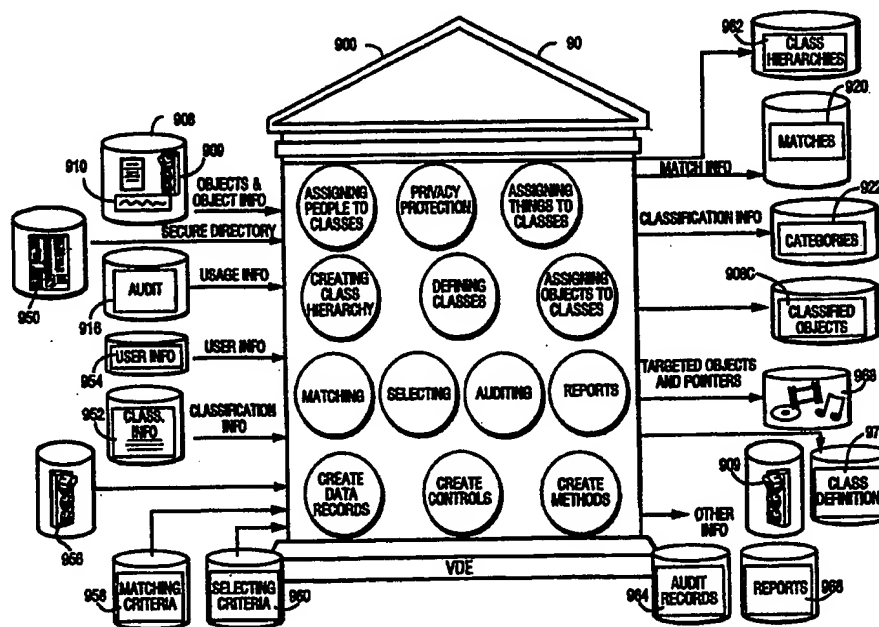 900
90
962
CLASS
HIERARCHIES
908
909
910
OBJECTS &
OBJECT INFO
920
MATCHES
MATCH INFO
ASSIGNING
PEOPLE TO
CLASSES
PRIVACY
PROTECTION
ASSIGNING
THINGS TO
CLASSES
SECURE DIRECTORY
950
CLASSIFICATION INFO
922
CATEGORIES
AUDIT
916
USAGE INFO
CREATING
CLASS
HIERARCHY
DEFINING
CLASSES
ASSIGNING
OBJECTS TO
CLASSES
908C
CLASSIFIED
OBJECTS
USER INFO
954
USER INFO
MATCHING
SELECTING
AUDITING
REPORTS
TARGETED OBJECTS
AND POINTERS
968
952
CLASS.
INFO
CLASSIFICATION
INFO
CREATE
DATA
RECORDS
CREATE
CONTROLS
CREATE
METHODS
909
CLASS
DEFINITION
OTHER
INFO
956
VDE
MATCHING
CRITERIA
958
SELECTING
CRITERIA
960
AUDIT
RECORDS
964
REPORTS
966